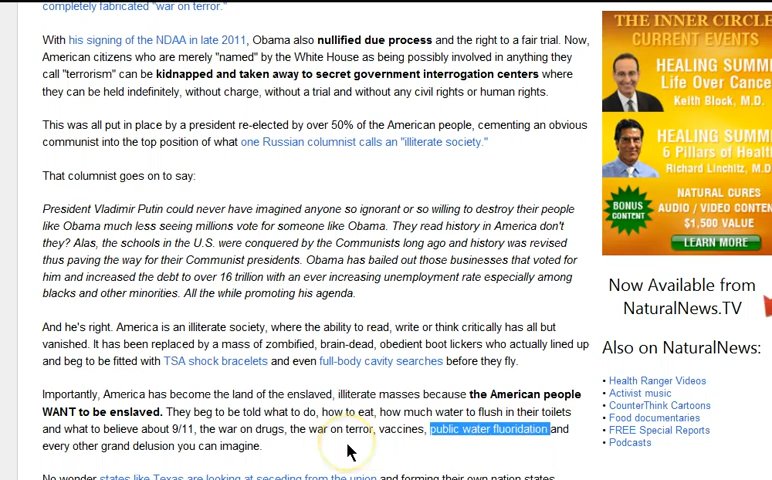 completely fabricated "war on terror."
With his signing of the NDAA in late 2011, Obama also nullified due process and the right to a fair trial. Now,
American citizens who are merely "named" by the White House as being possibly involved in anything they
call "terrorism" can be kidnapped and taken away to secret government interrogation centers where
they can be held indefinitely, without charge, without a trial and without any civil rights or human rights.
This was all put in place by a president re-elected by over 50% of the American people, cementing an obvious
communist into the top position of what one Russian columnist calls an "illiterate society."
That columnist goes on to say:
President Vladimir Putin could never have imagined anyone so ignorant or so willing to destroy their people
like Obama much less seeing millions vote for someone like Obama. They read history in America don't
they? Alas, the schools in the U.S. were conquered by the Communists long ago and history was revised
thus paving the way for their Communist presidents. Obama has bailed out those businesses that voted for
him and increased the debt to over 16 trillion with an ever increasing unemployment rate especially among
blacks and other minorities. All the while promoting his agenda.
And he's right. America is an illiterate society, where the ability to read, write or think critically has all but
vanished. It has been replaced by a mass of zombified, brain-dead, obedient boot lickers who actually lined up
and beg to be fitted with TSA shock bracelets and even full-body cavity searches before they fly.
Importantly, America has become the land of the enslaved, illiterate masses because the American people
WANT to be enslaved. They beg to be told what to do, how to eat, how much water to flush in their toilets
and what to believe about 9/11, the war on drugs, the war on terror, vaccines, public water fluoridation and
every other grand delusion you can imagine.
No wonder states like Texas are looking at seceding from the union and forming their own nation states
THE INNER CIRCLE
CURRENT EVENTS
HEALING SUMM
Life Over Cance
Keith Block, M.D.
HEALING SUMM
6 Pillars of Healt
Richard Linchitz, M.D
BONUS
CONTENT
NATURAL CURES
AUDIO / VIDEO CONTEN
$1,500 VALUE
LEARN MORE
Now Available from
NaturalNews.TV
Also on NaturalNews:
• Health Ranger Videos
• Activist music
• CounterThink Cartoons
• Food documentaries
• FREE Special Reports
• Podcasts